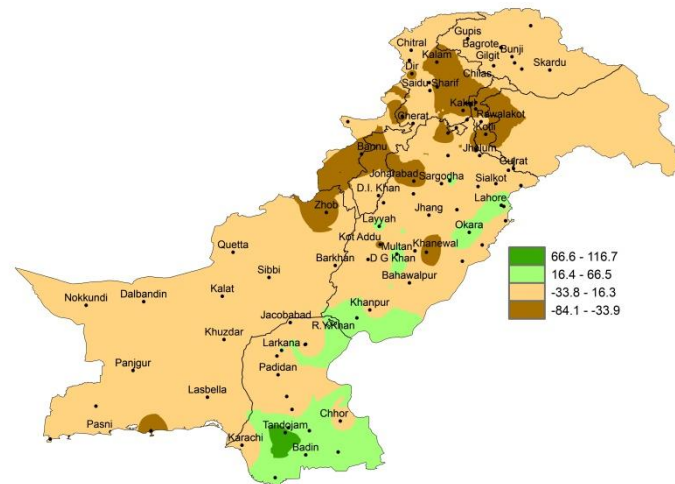 Gupis
Chitral
Bagrote
Bunji
Kalam
Gilgit
Skardu
Dir
Chilas
Saidu Sharif
Rawalakot
Cherat
Kotli
Bannu
Jhelum
Gujrat
Joharabad
Sargodha
Sialkot
D.I. Khan
Zhob
Jhang
Lahore
Layyah
Okara
Kot Addu
Quetta
Multan
Khanewal
Barkhan
D G Khan
Sibbi
Bahawalpur
Nokkundi
Dalbandin
Kalat
Khanpur
Jacobabad
R.Y.Khan
Khuzdar
Larkana
Panjgur
Padidan
Lasbella
Chhor
Pasni
Tandojam
Karachi
Badin
66.6 - 116.7
16.4 - 66.5
-33.8 - 16.3
-84.1 - -33.9